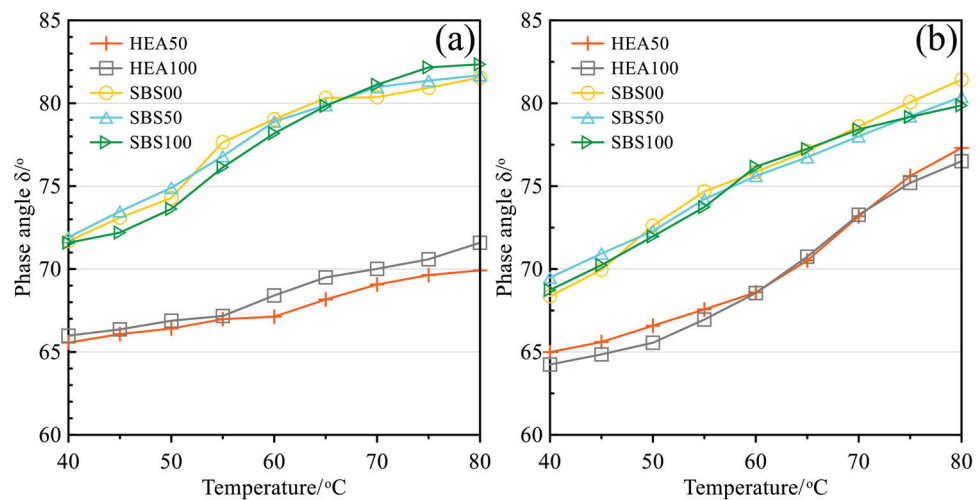 (a)
HEA50
HEA100
SBS00
SBS50
SBS100
85
80
75
70
65
60
Phase angle δ/°
40 50 60 70 80
Temperature/°C
(b)
HEA50
HEA100
SBS00
SBS50
SBS100
85
80
75
70
65
60
Phase angle δ/°
40 50 60 70 80
Temperature/°C